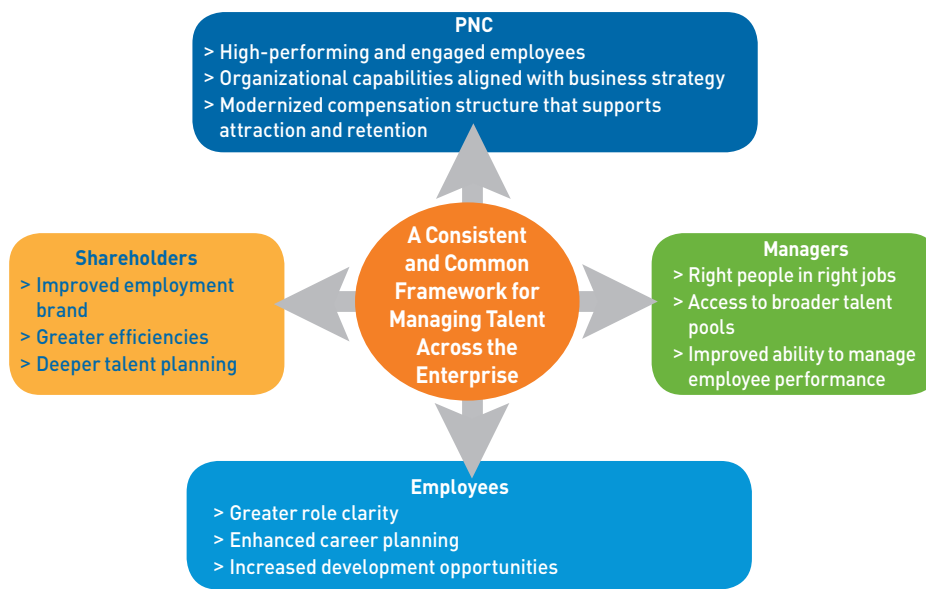 PNC
> High-performing and engaged employees
> Organizational capabilities aligned with business strategy
> Modernized compensation structure that supports
attraction and retention
Shareholders
> Improved employment
brand
> Greater efficiencies
> Deeper talent planning
A Consistent
and Common
Framework for
Managing Talent
Across the
Enterprise
Managers
> Right people in right jobs
> Access to broader talent
pools
> Improved ability to manage
employee performance
Employees
> Greater role clarity
> Enhanced career planning
> Increased development opportunities